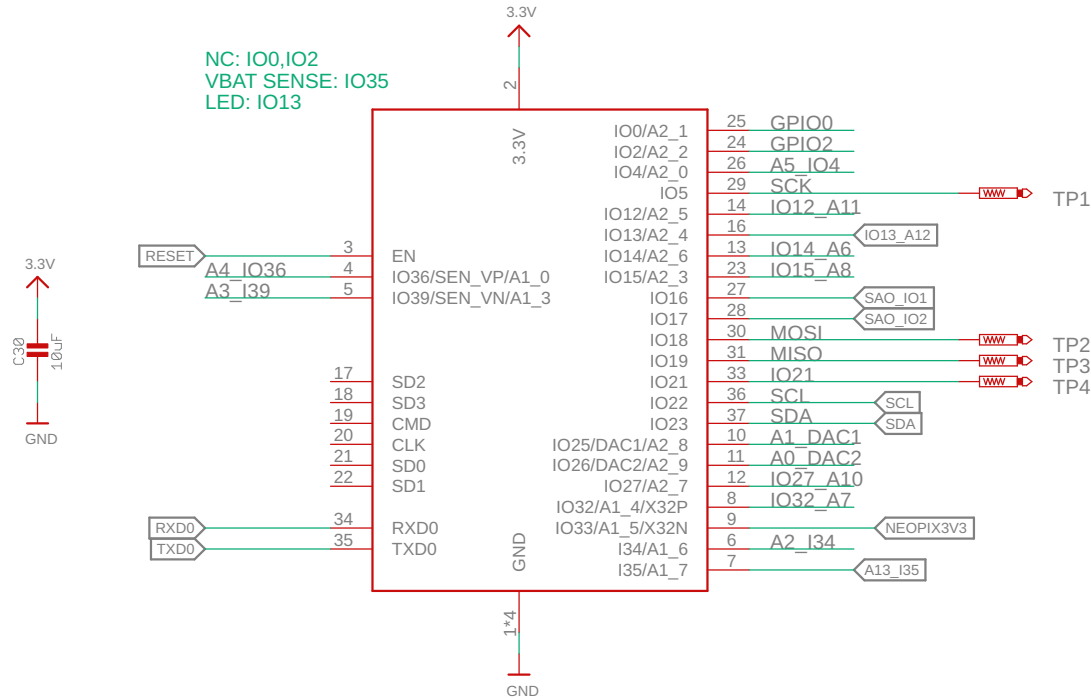 3.3V
NC: IO0,IO2
VBAT SENSE: IO35
LED: IO13
2
3.3V
IO0/A2_1 25 GPIO0
IO2/A2_2 24 GPIO2
IO4/A2_0 26 A5_IO4
IO5 29 SCK TP1
IO12/A2_5 14 IO12_A11
IO13/A2_4 16 IO13_A12
RESET 3 EN IO14/A2_6 13 IO14_A6
A4_IO36 4 IO36/SEN_VP/A1_0 IO15/A2_3 23 IO15_A8
A3_I39 5 IO39/SEN_VN/A1_3 IO16 27 SAO_IO1
IO17 28 SAO_IO2
3.3V
C30
10uF
GND
IO18 30 MOSI TP2
IO19 31 MISO TP3
17 SD2 IO21 33 IO21 TP4
18 SD3 IO22 36 SCL SCL
19 CMD IO23 37 SDA SDA
20 CLK IO25/DAC1/A2_8 10 A1_DAC1
21 SD0 IO26/DAC2/A2_9 11 A0_DAC2
22 SD1 IO27/A2_7 12 IO27_A10
IO32/A1_4/X32P 8 IO32_A7
RXD0 34 RXD0 IO33/A1_5/X32N 9 NEOPIX3V3
TXD0 35 TXD0 I34/A1_6 6 A2_I34
I35/A1_7 7 A13_I35
GND
1*4
GND